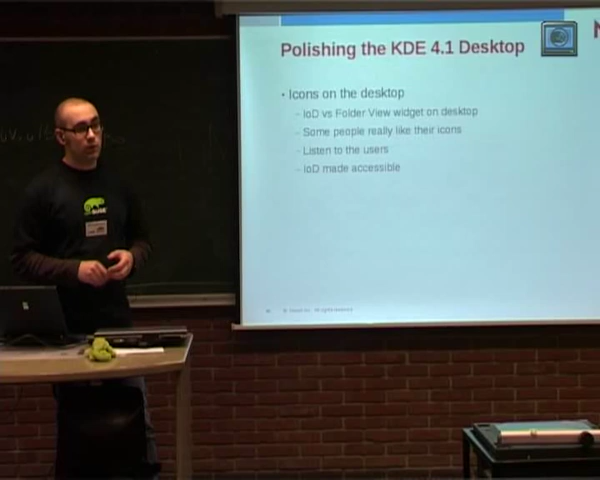 Polishing the KDE 4.1 Desktop
• Icons on the desktop
– IoD vs Folder View widget on desktop
– Some people really like their icons
– Listen to the users
– IoD made accessible